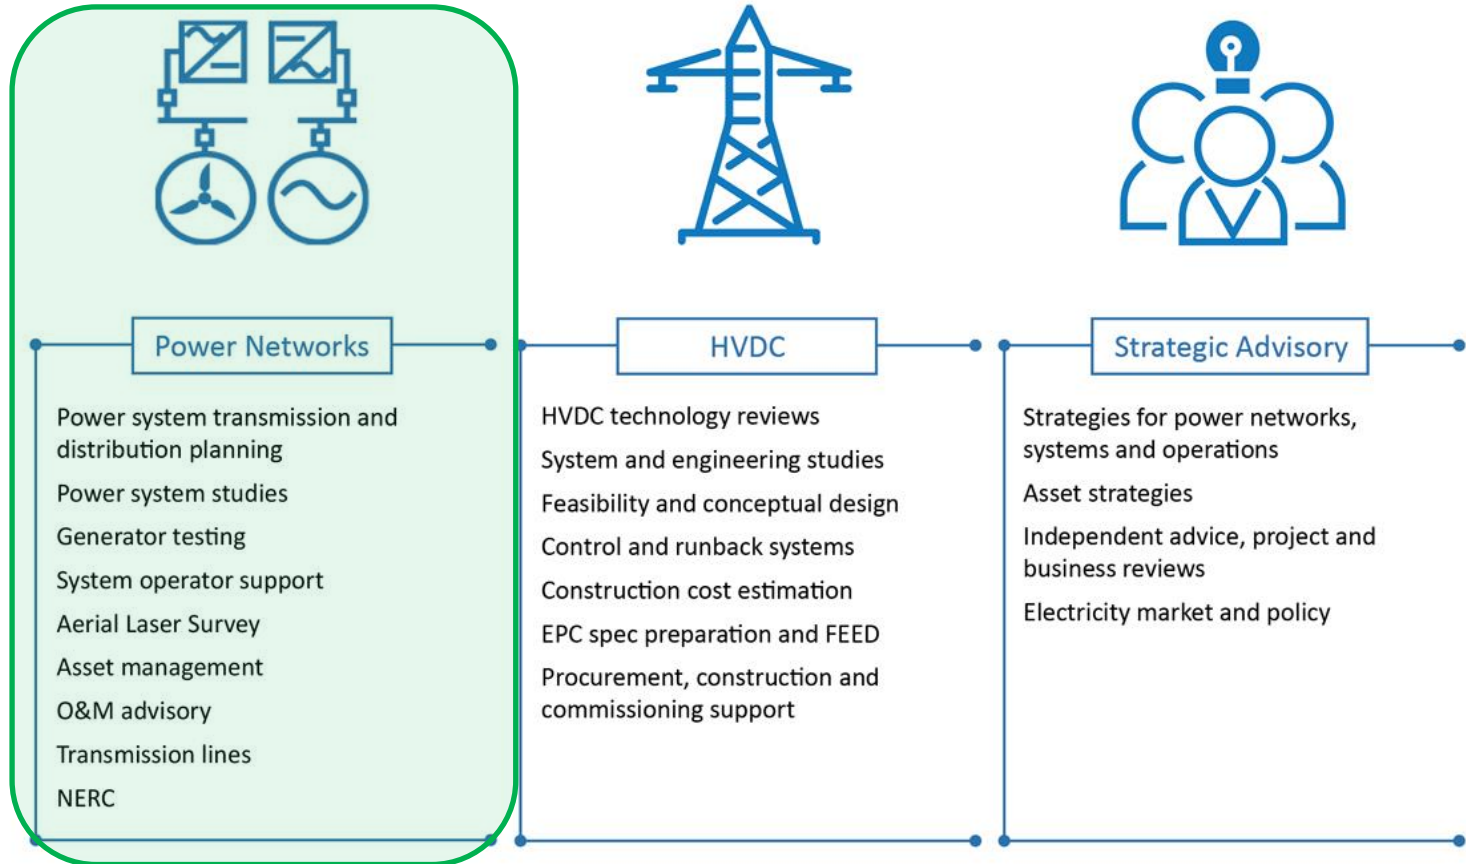 Power Networks
Power system transmission and
distribution planning
Power system studies
Generator testing
System operator support
Aerial Laser Survey
Asset management
O&M advisory
Transmission lines
NERC
HVDC
HVDC technology reviews
System and engineering studies
Feasibility and conceptual design
Control and runback systems
Construction cost estimation
EPC spec preparation and FEED
Procurement, construction and
commissioning support
Strategic Advisory
Strategies for power networks,
systems and operations
Asset strategies
Independent advice, project and
business reviews
Electricity market and policy